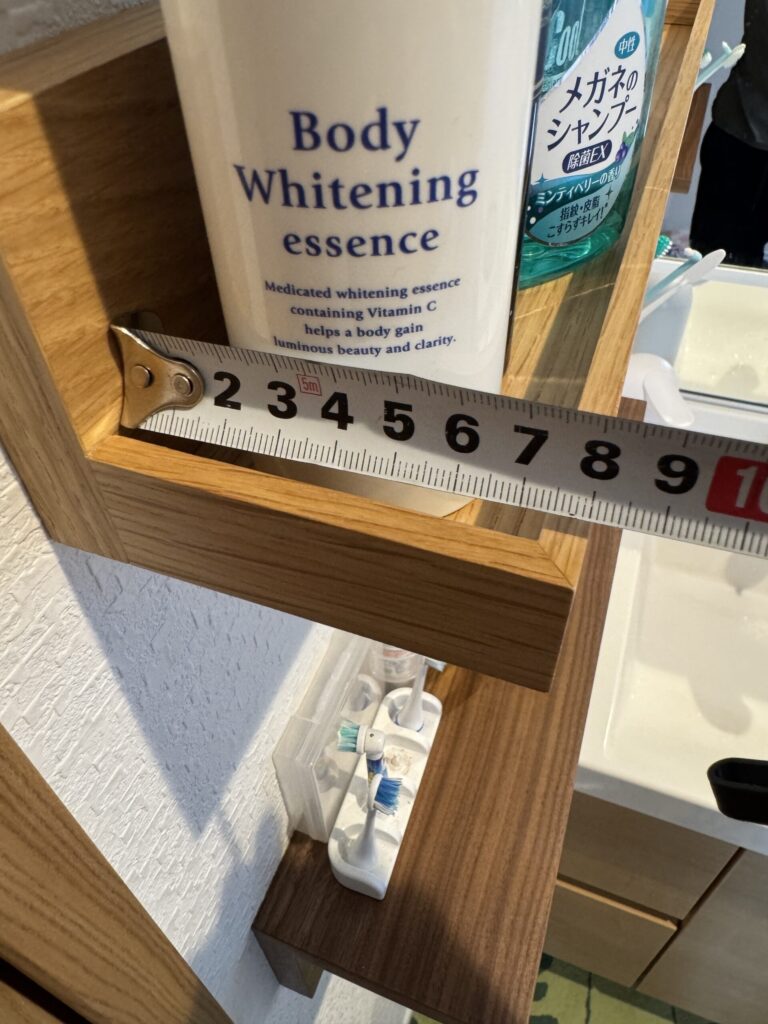 Body
Whitening
essence
Medicated whitening essence
containing Vitamin C
helps a body gain
luminous beauty and clarity.
中性
メガネの
シャンプー
除菌EX
ミンティベリーの香り
指紋・皮脂
こすらずキレイ!
5m
2 3 4 5 6 7 8 9 10